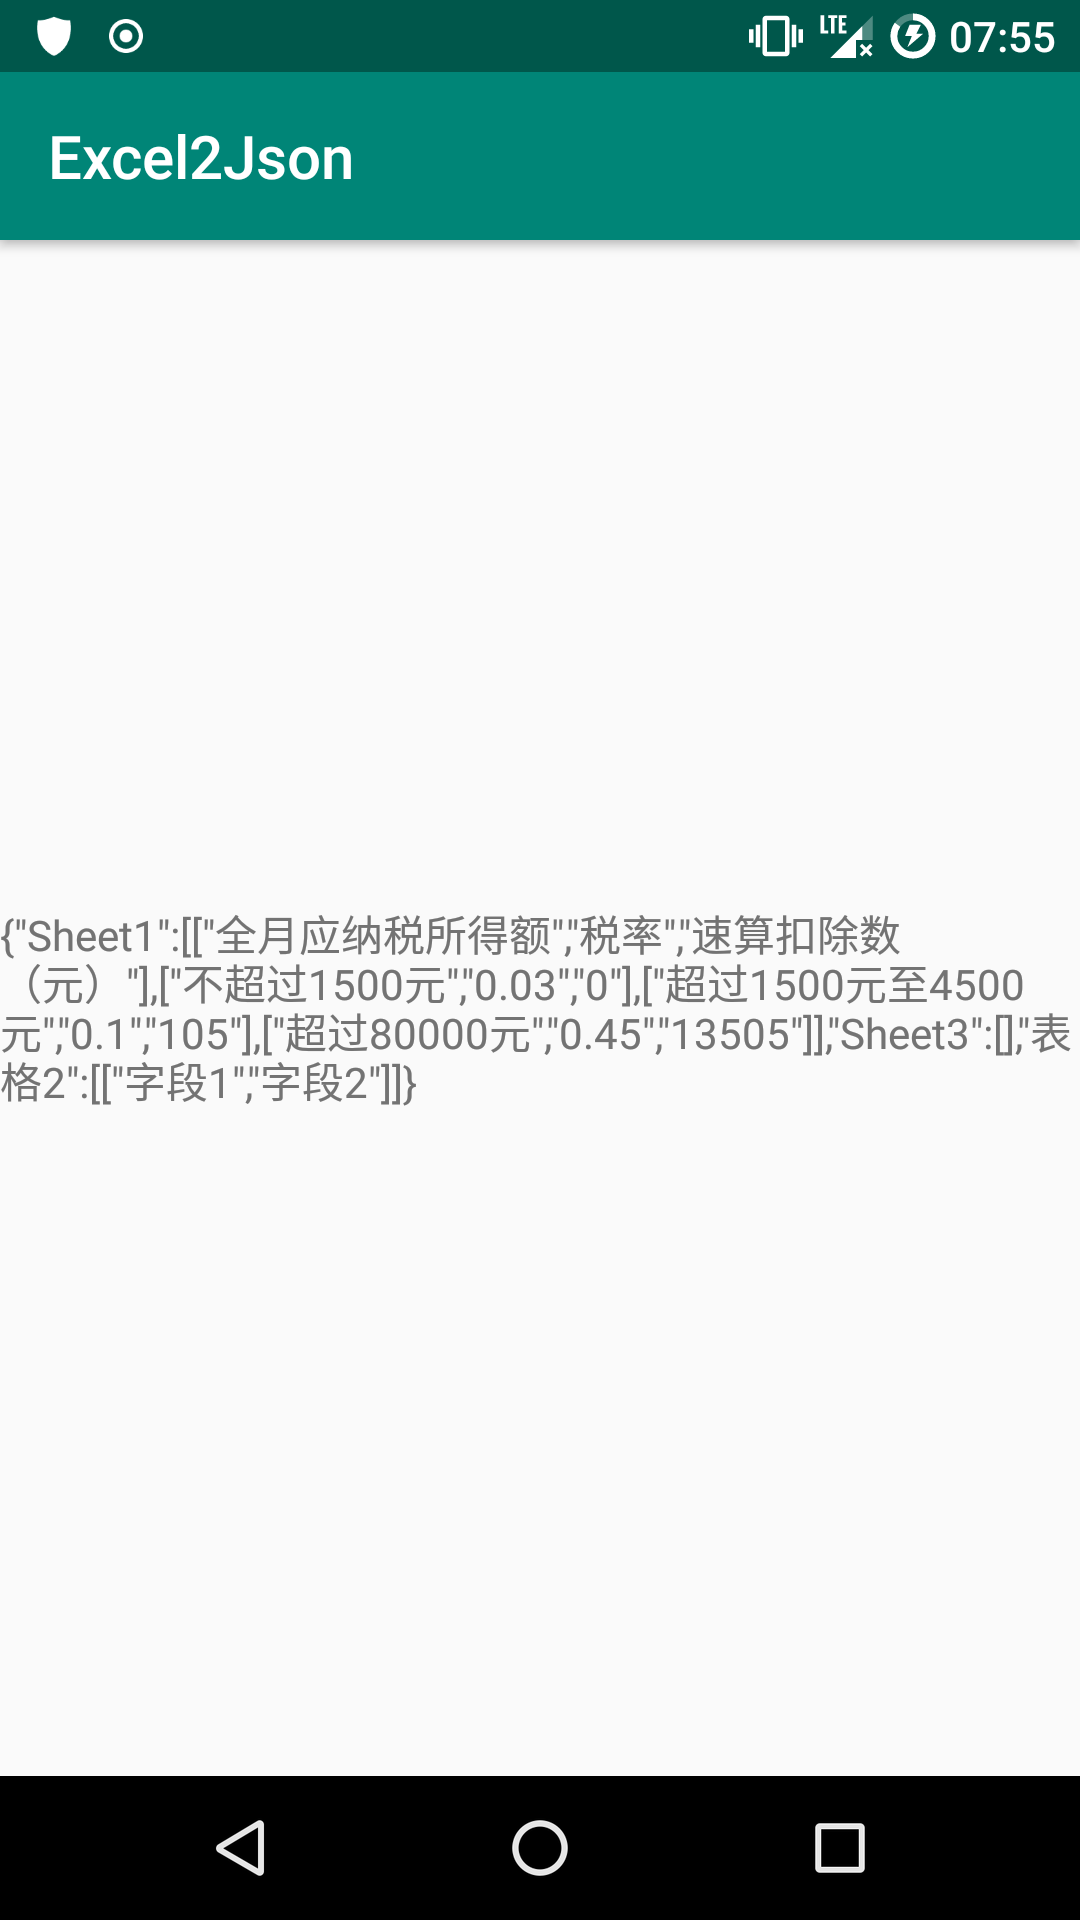 LTE 07:55
Excel2Json
{"Sheet1":[["全月应纳税所得额","税率","速算扣除数
（元）"],["不超过1500元","0.03","0"],["超过1500元至4500
元","0.1","105"],["超过80000元","0.45","13505"]],"Sheet3":[],"表
格2":[["字段1","字段2"]]}